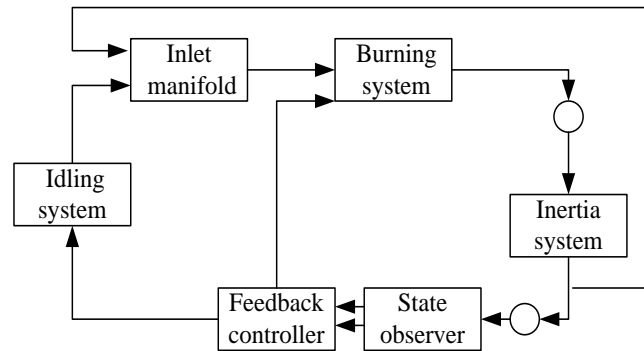 Inlet
manifold
Burning
system
Idling
system
Inertia
system
Feedback
controller
State
observer